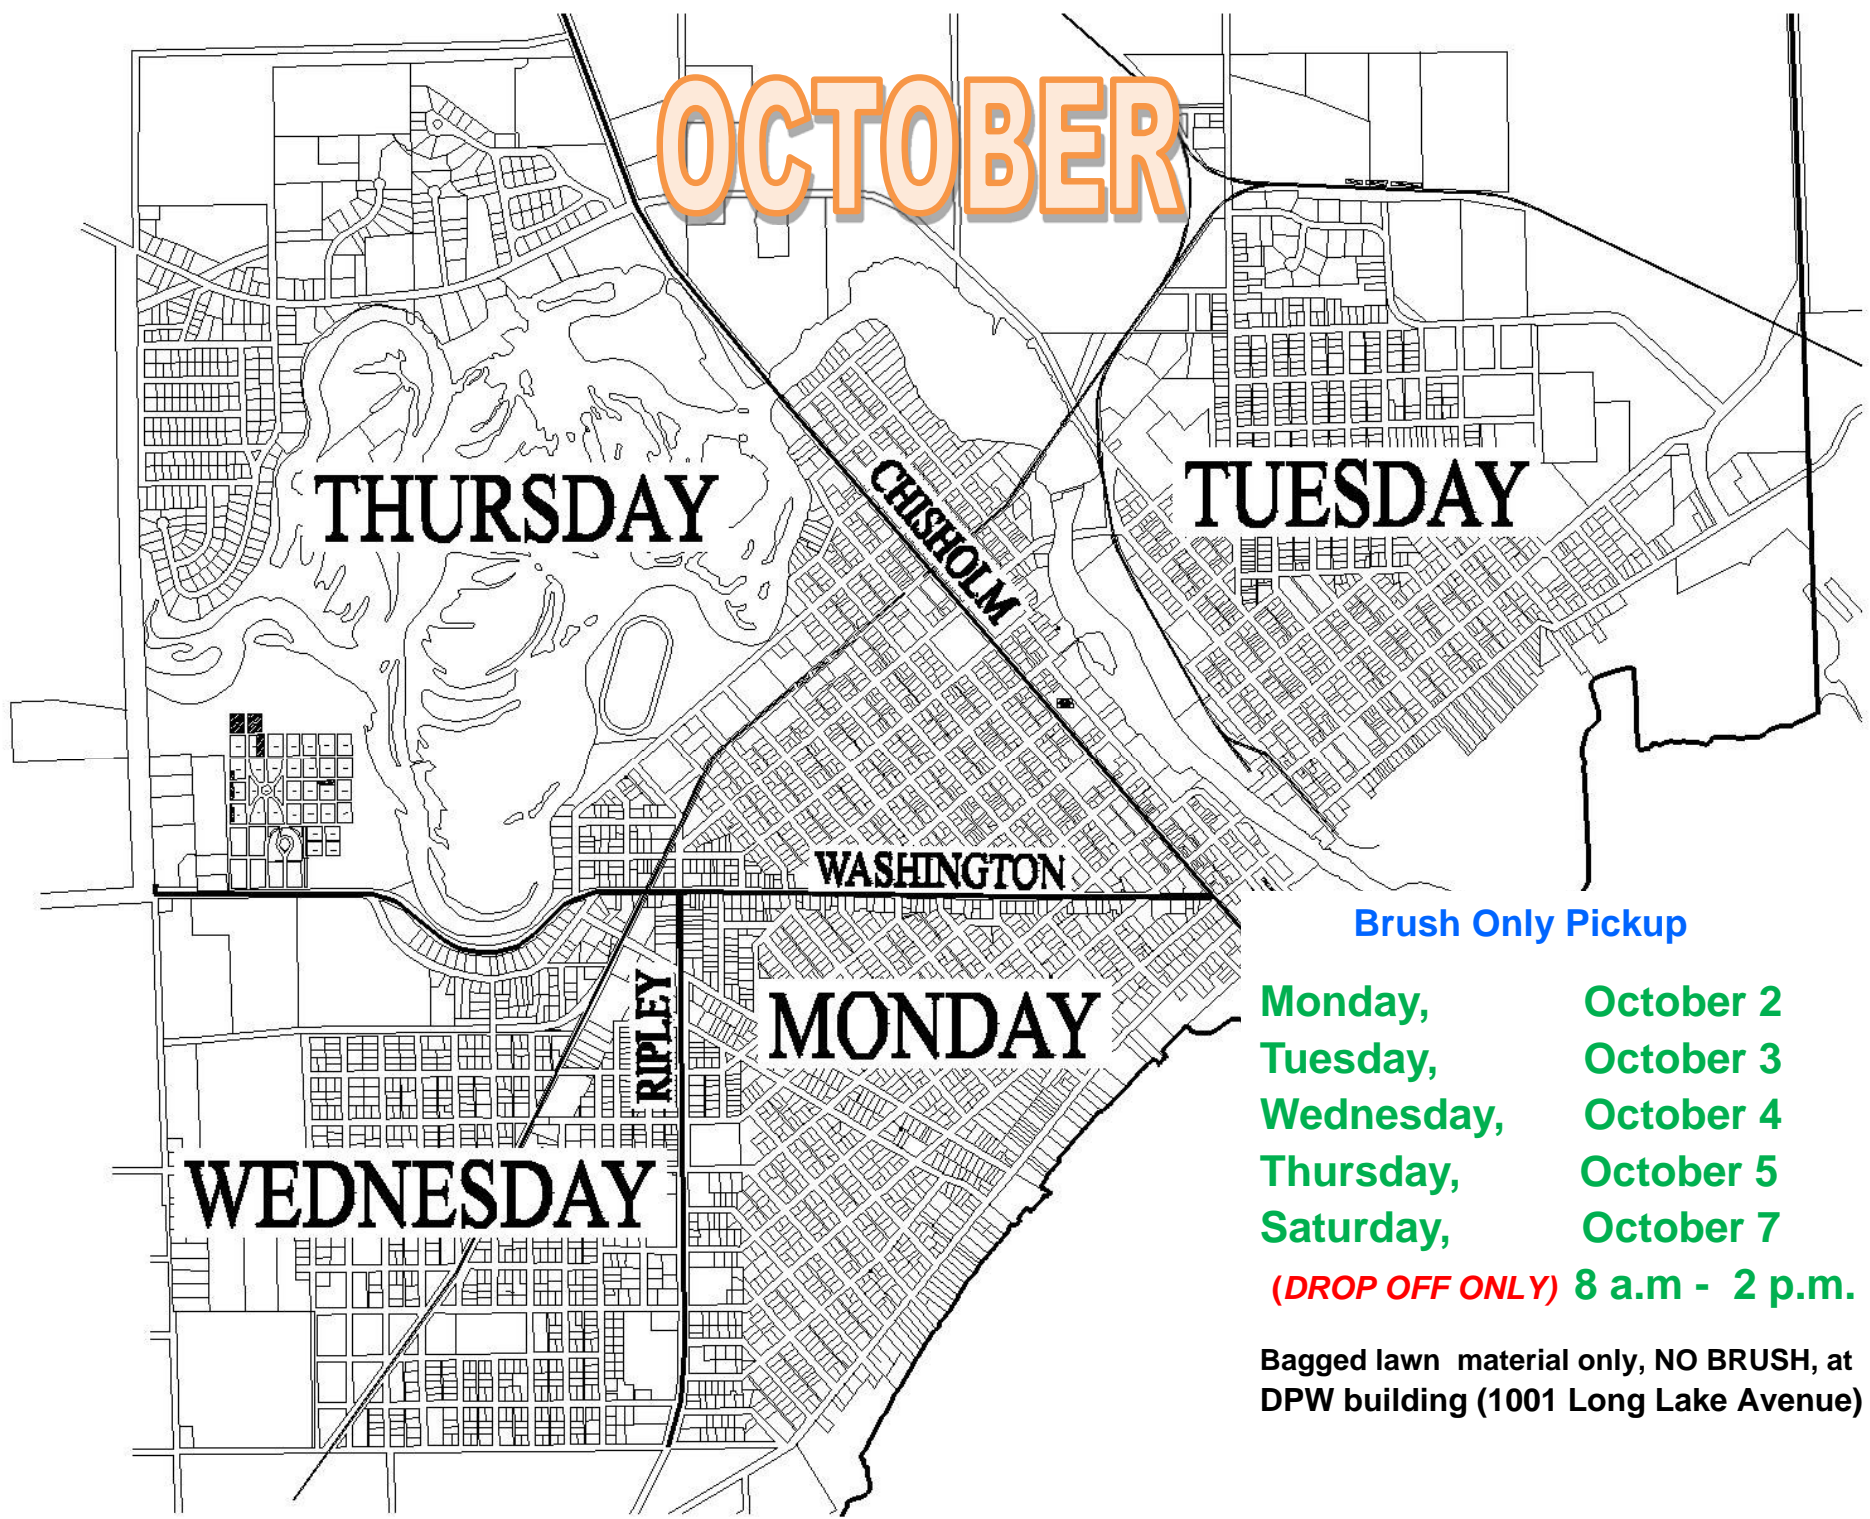 OCTOBER
THURSDAY
CHISHOLM
TUESDAY
WASHINGTON
RIPLEY
MONDAY
WEDNESDAY
Brush Only Pickup
Monday, October 2
Tuesday, October 3
Wednesday, October 4
Thursday, October 5
Saturday, October 7
(DROP OFF ONLY) 8 a.m - 2 p.m.
Bagged lawn material only, NO BRUSH, at
DPW building (1001 Long Lake Avenue)